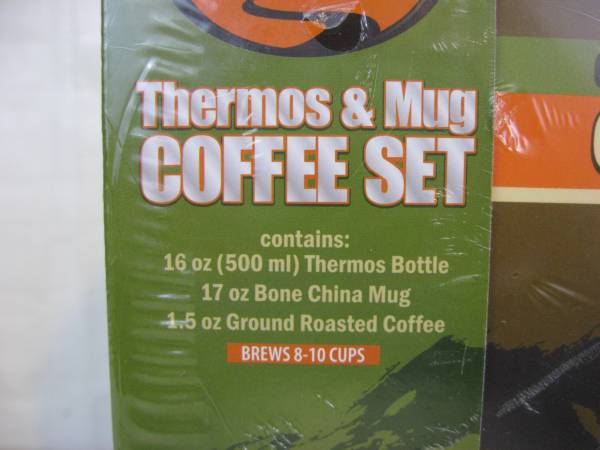 Thermos & Mug
COFFEE SET
contains:
16 oz (500 ml) Thermos Bottle
17 oz Bone China Mug
1.5 oz Ground Roasted Coffee
BREWS 8-10 CUPS